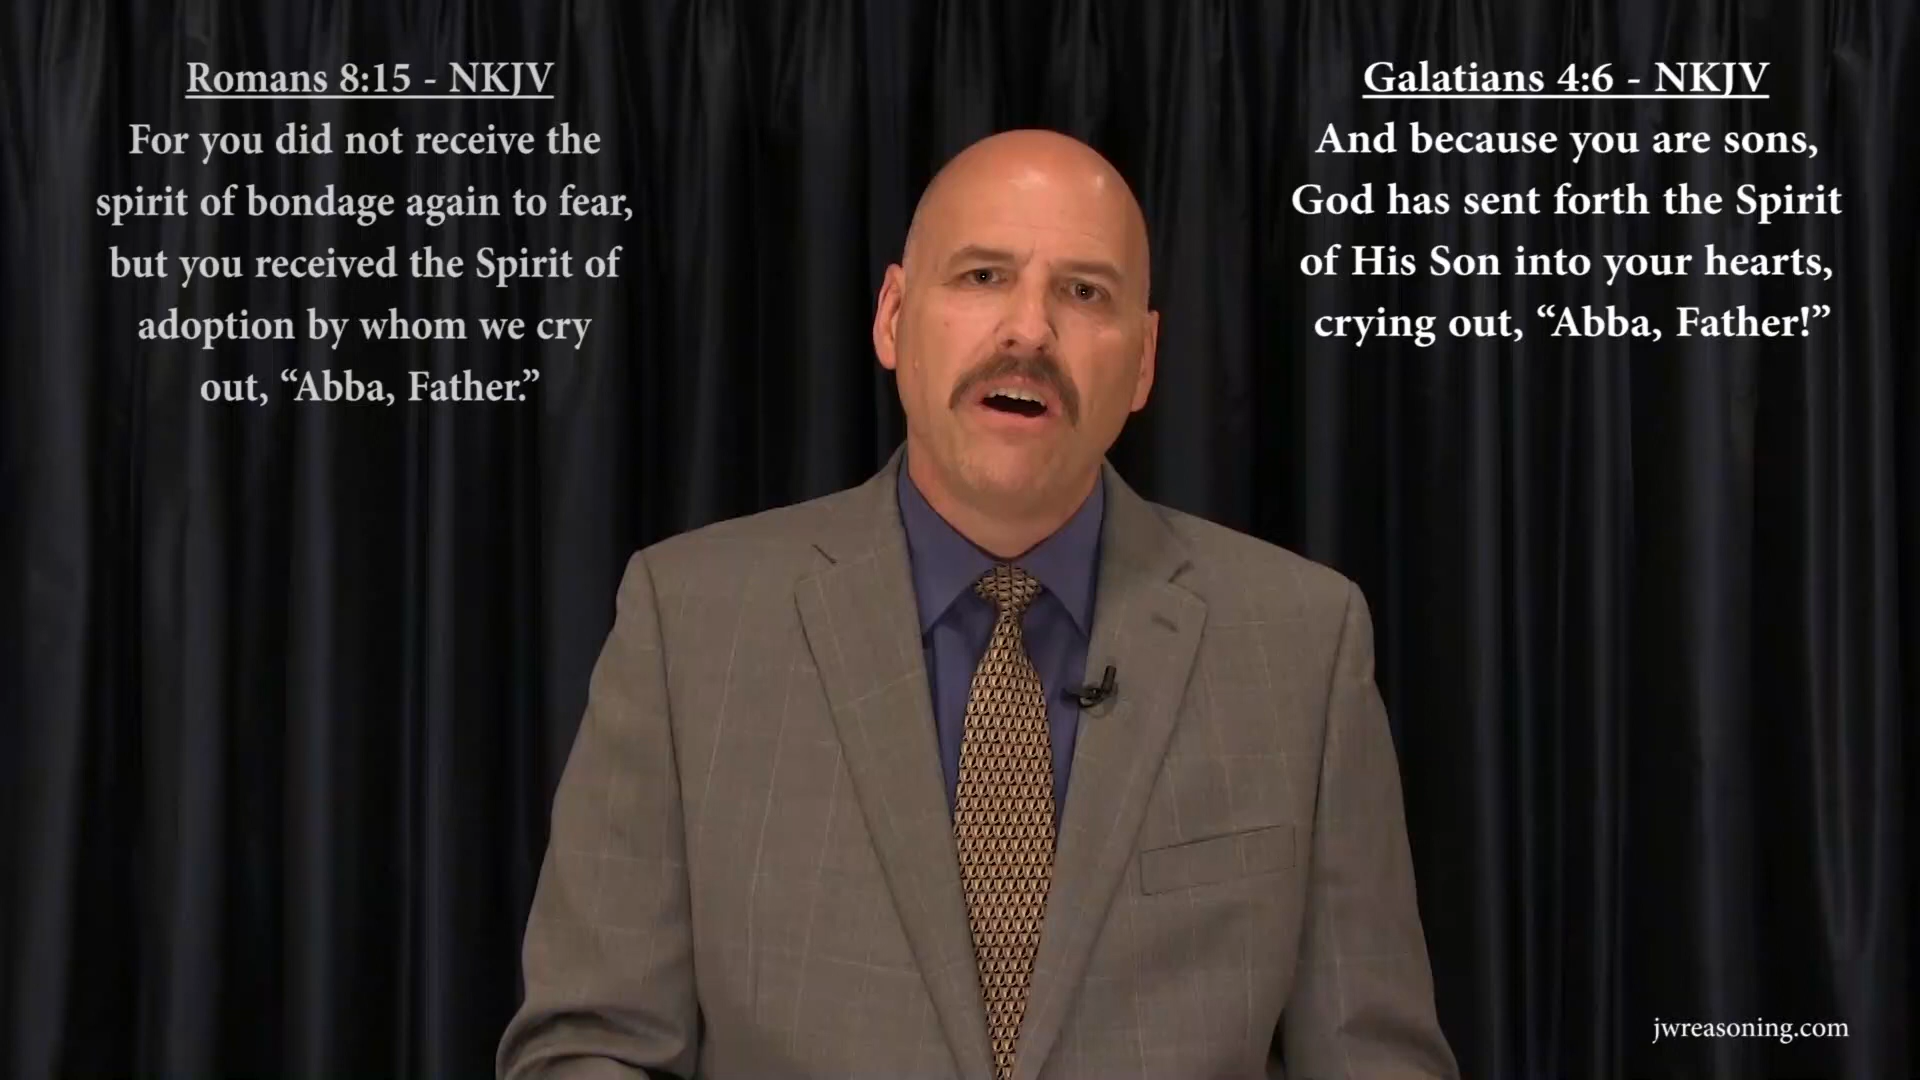 Romans 8:15 - NKJV
For you did not receive the
spirit of bondage again to fear,
but you received the Spirit of
adoption by whom we cry
out, “Abba, Father.”
Galatians 4:6 - NKJV
And because you are sons,
God has sent forth the Spirit
of His Son into your hearts,
crying out, “Abba, Father!”
jwreasoning.com